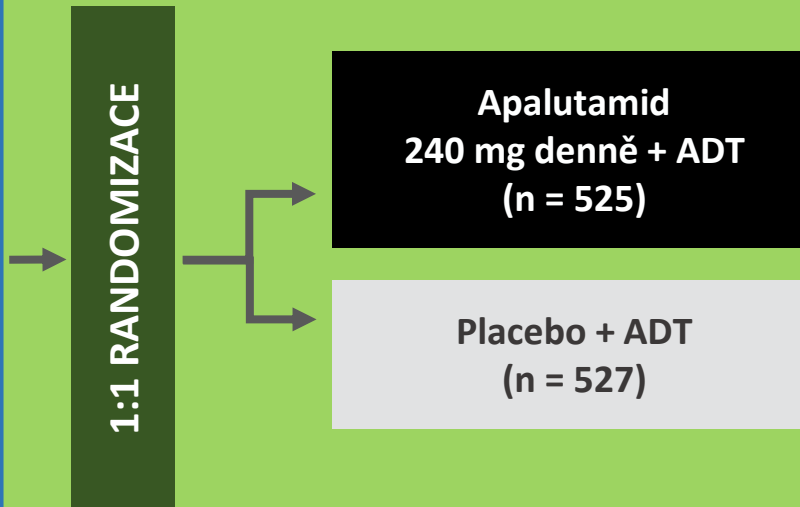 1:1 RANDOMIZACE
Apalutamid
240 mg denně + ADT
(n = 525)
Placebo + ADT
(n = 527)